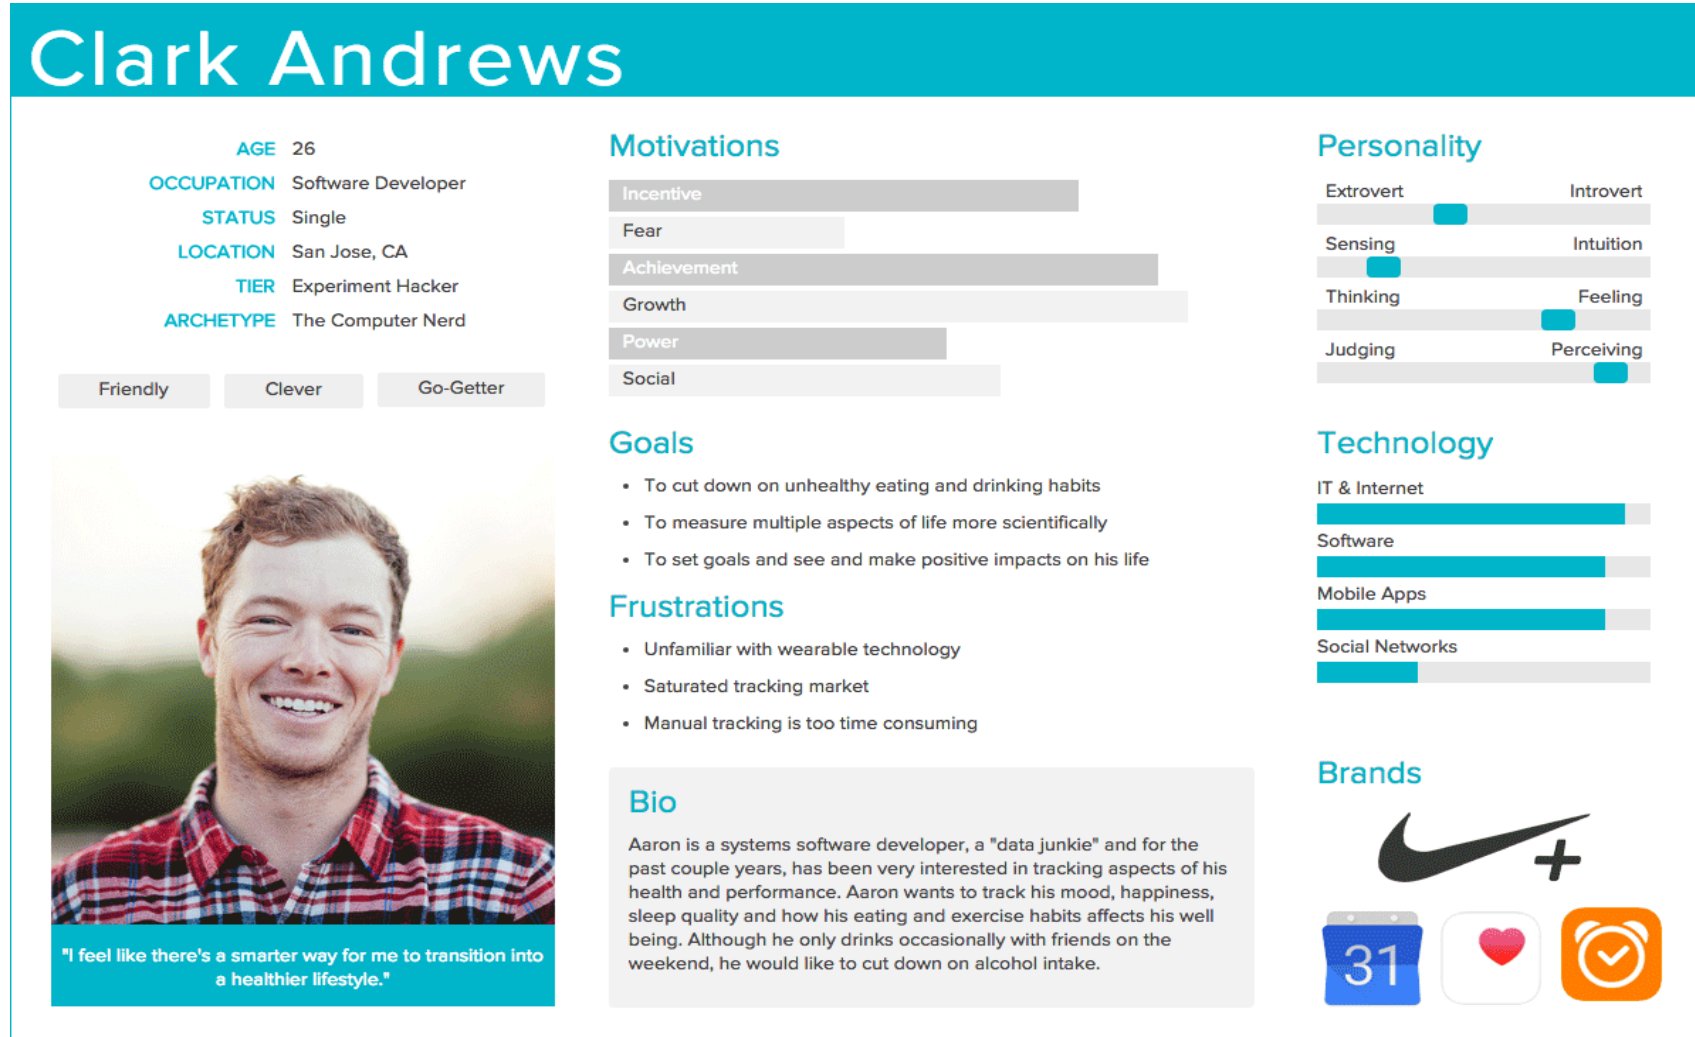 Clark Andrews
AGE 26
OCCUPATION Software Developer
STATUS Single
LOCATION San Jose, CA
TIER Experiment Hacker
ARCHETYPE The Computer Nerd
Friendly Clever Go-Getter
"I feel like there's a smarter way for me to transition into
a healthier lifestyle."
Motivations
Incentive
Fear
Achievement
Growth
Power
Social
Goals
• To cut down on unhealthy eating and drinking habits
• To measure multiple aspects of life more scientifically
• To set goals and see and make positive impacts on his life
Frustrations
• Unfamiliar with wearable technology
• Saturated tracking market
• Manual tracking is too time consuming
Bio
Aaron is a systems software developer, a "data junkie" and for the
past couple years, has been very interested in tracking aspects of his
health and performance. Aaron wants to track his mood, happiness,
sleep quality and how his eating and exercise habits affects his well
being. Although he only drinks occasionally with friends on the
weekend, he would like to cut down on alcohol intake.
Personality
Extrovert Introvert
Sensing Intuition
Thinking Feeling
Judging Perceiving
Technology
IT & Internet
Software
Mobile Apps
Social Networks
Brands
+
31